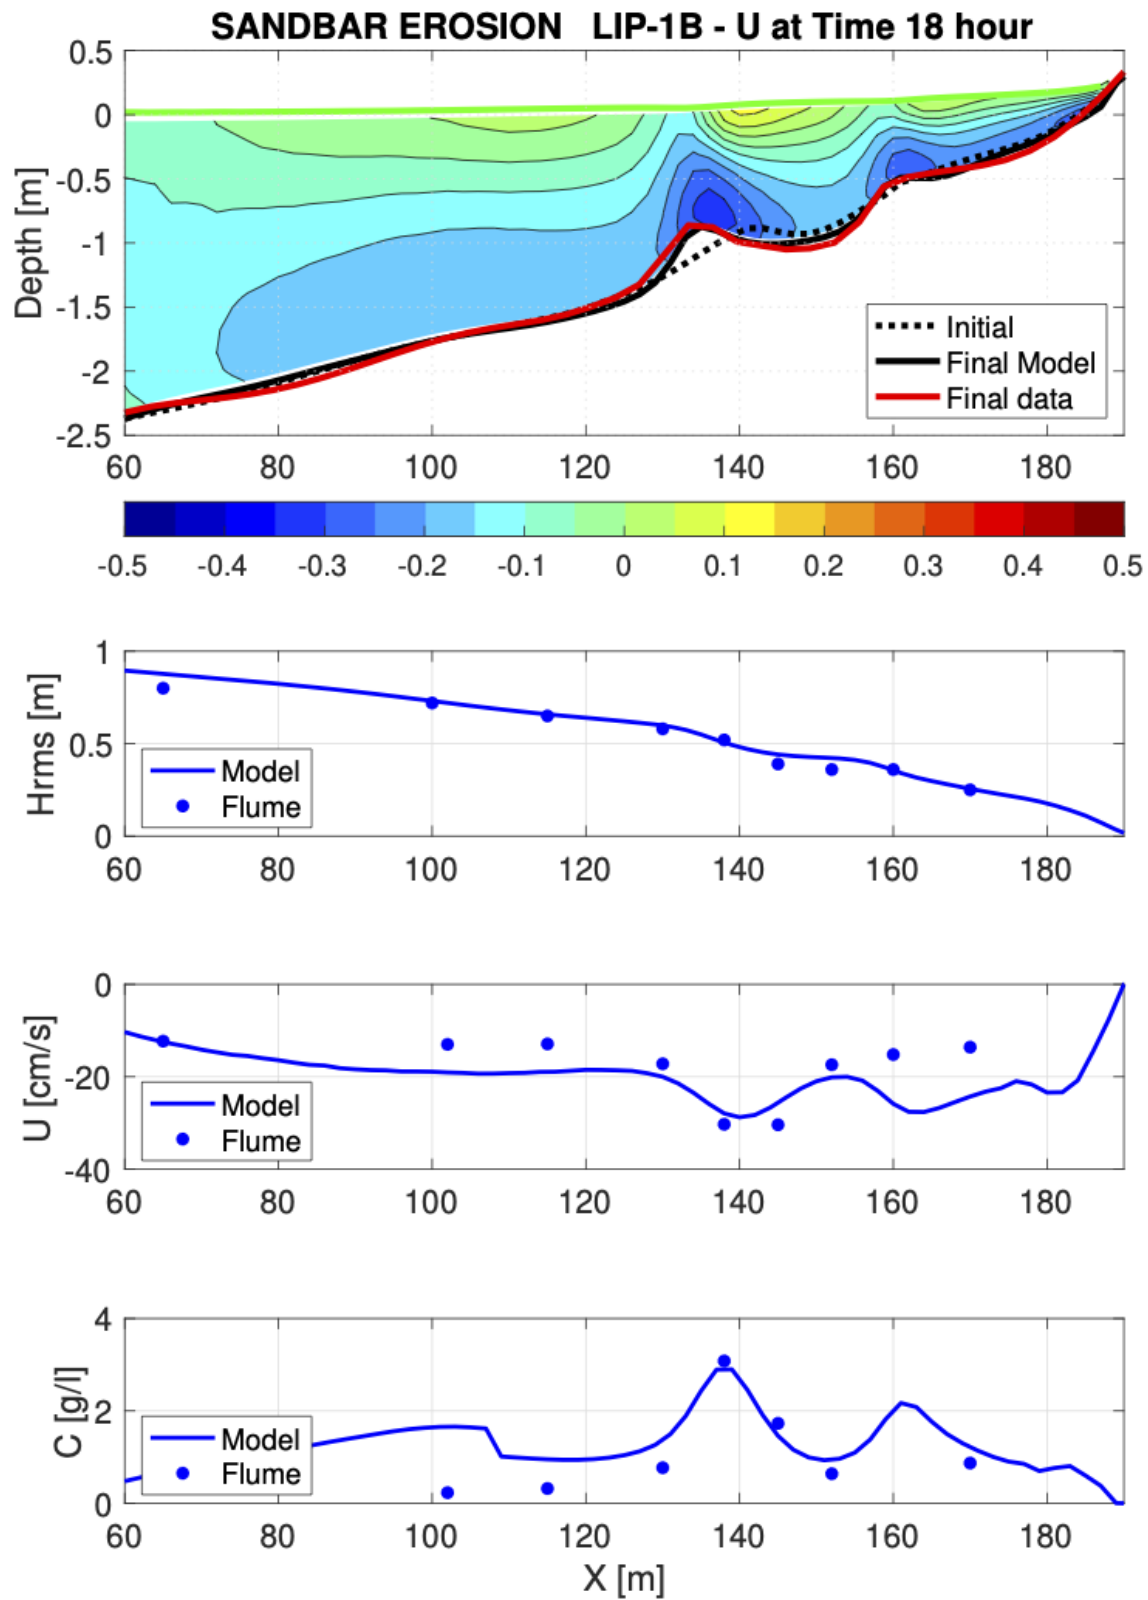 SANDBAR EROSION LIP-1B - U at Time 18 hour
0.5
0
-0.5
-1
-1.5
-2
-2.5
Depth [m]
Initial
Final Model
Final data
60 80 100 120 140 160 180
-0.5 -0.4 -0.3 -0.2 -0.1 0 0.1 0.2 0.3 0.4 0.5
1
0.5
0
Hrms [m]
Model
Flume
60 80 100 120 140 160 180
0
-20
-40
U [cm/s]
Model
Flume
60 80 100 120 140 160 180
4
2
0
C [g/l]
Model
Flume
60 80 100 120 140 160 180
X [m]